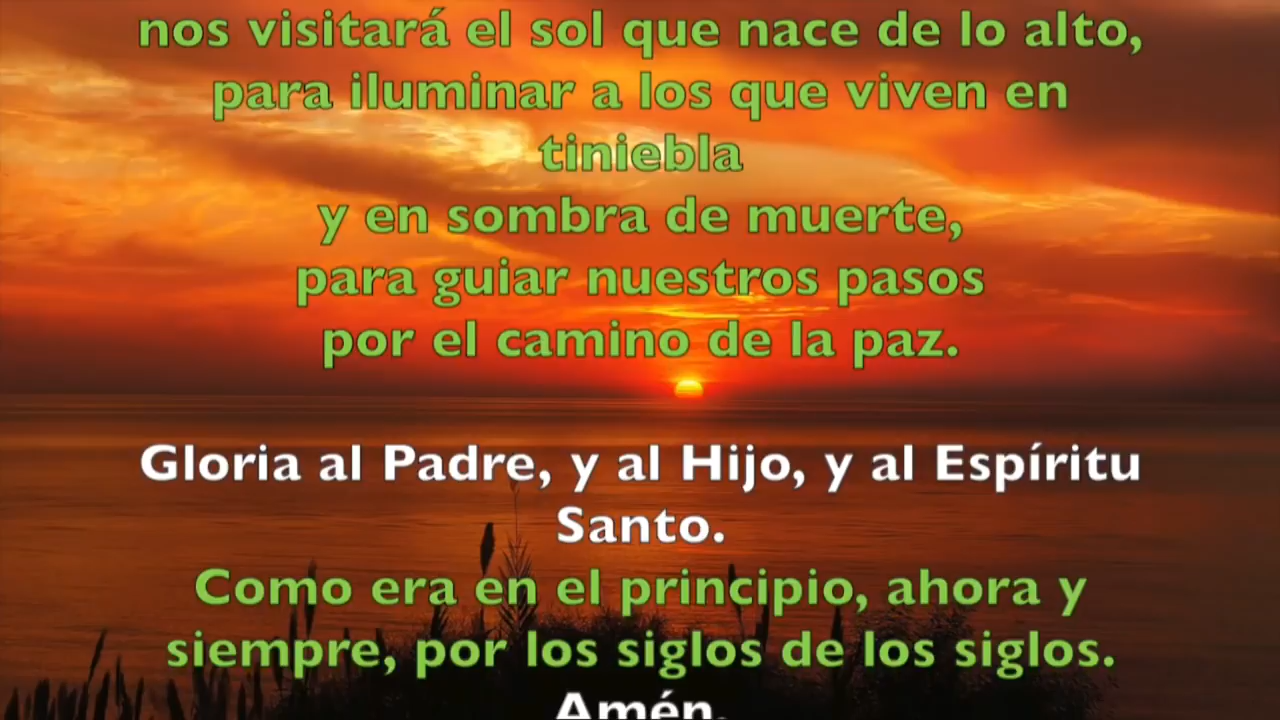 nos visitará el sol que nace de lo alto,
para iluminar a los que viven en
tiniebla
y en sombra de muerte,
para guiar nuestros pasos
por el camino de la paz.
Gloria al Padre, y al Hijo, y al Espíritu
Santo.
Como era en el principio, ahora y
siempre, por los siglos de los siglos.
Amén.